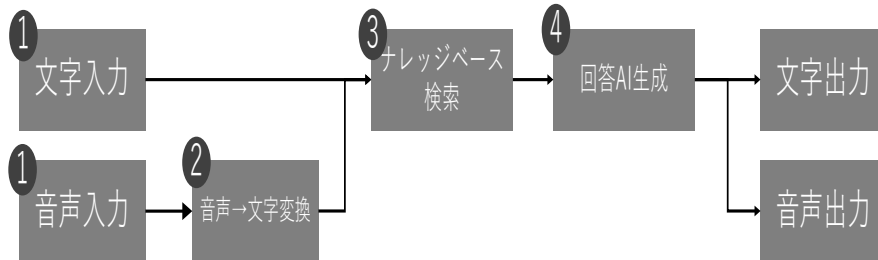 1
文字入力
3
ナレッジベース
検索
4
回答AI生成
文字出力
1
音声入力
2
音声→文字変換
音声出力